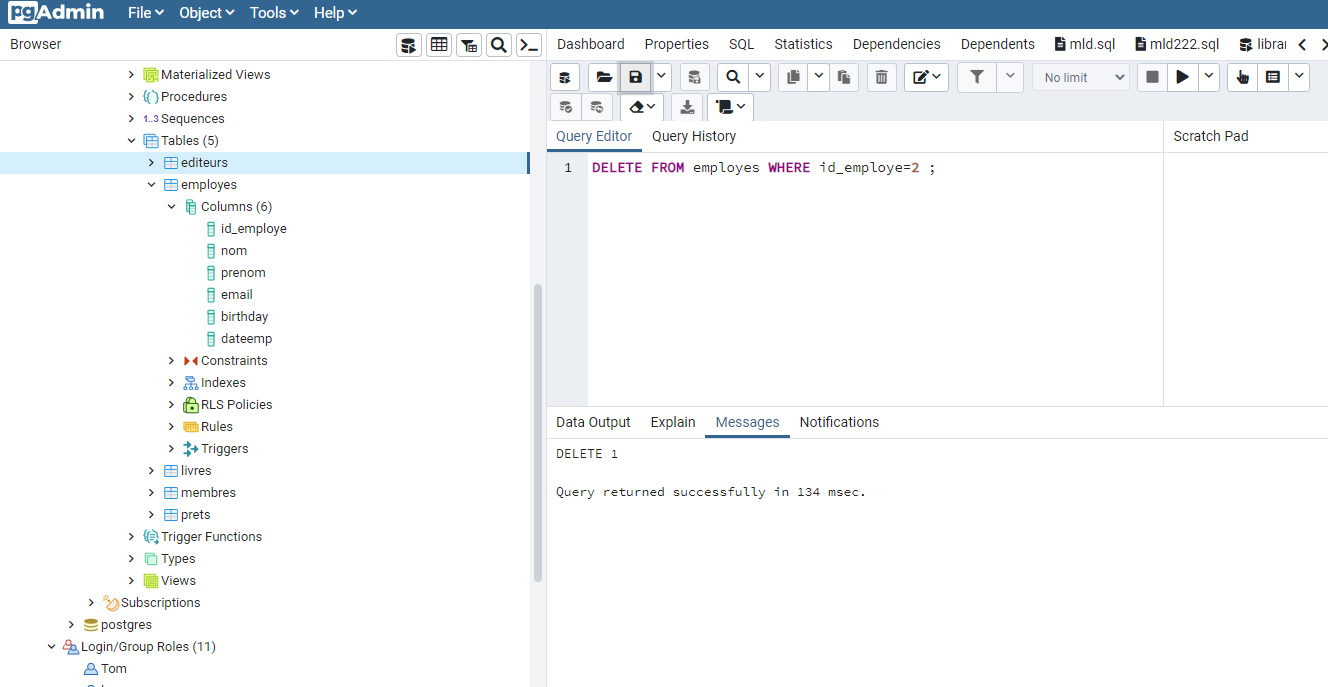 pgAdmin File Object Tools Help
Browser
Dashboard Properties SQL Statistics Dependencies Dependents mld.sql mld222.sql
Materialized Views
Procedures
1..3 Sequences
Tables (5)
editeurs
employes
Columns (6)
id_employe
nom
prenom
email
birthday
dateemp
Constraints
Indexes
RLS Policies
Rules
Triggers
livres
membres
prets
Trigger Functions
Types
Views
Subscriptions
postgres
Login/Group Roles (11)
Tom
No limit
Query Editor Query History
Scratch Pad
1 DELETE FROM employes WHERE id_employe=2 ;
Data Output Explain Messages Notifications
DELETE 1
Query returned successfully in 134 msec.